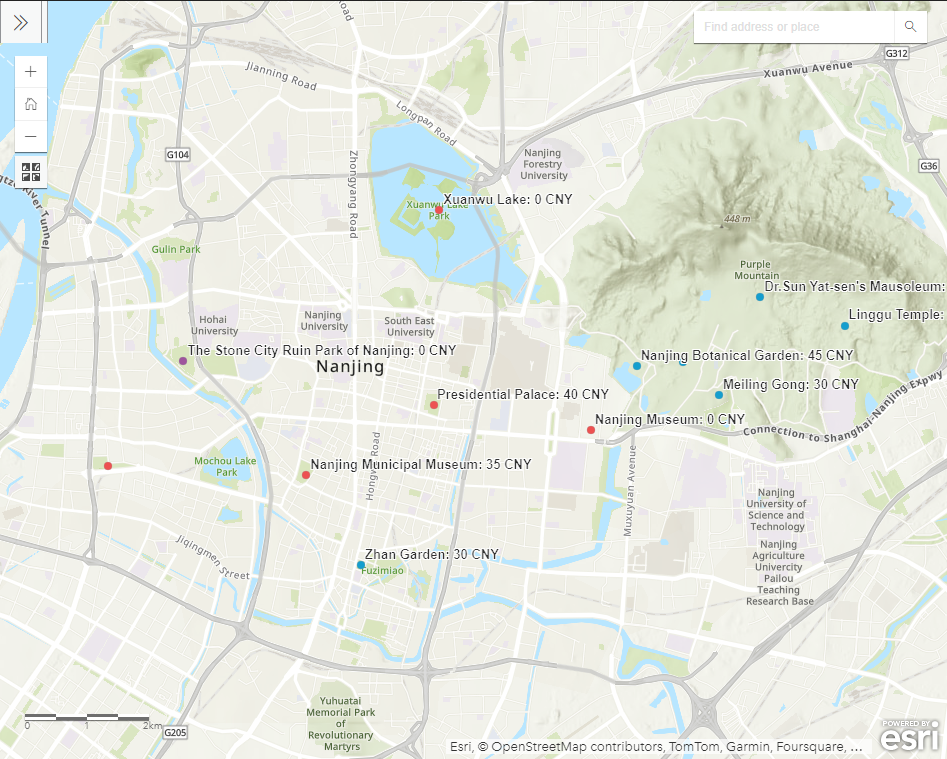 Find address or place
G312
Xuanwu Avenue
Jianning Road
Longpan Road
G104
Zhongyang Road
Nanjing
Forestry
University
G36
River Tunnel
Xuanwu Lake: 0 CNY
Xuanwu Lake
Park
448 m
Gulin Park
Purple
Mountain
Dr.Sun Yat-sen's Mausoleum:
Linggu Temple:
Hohai
University
Nanjing
University
South East
University
The Stone City Ruin Park of Nanjing: 0 CNY
Nanjing
Nanjing Botanical Garden: 45 CNY
Meiling Gong: 30 CNY
Presidential Palace: 40 CNY
Nanjing Museum: 0 CNY
Connection to Shanghai-Nanjing Expwy
Mochou Lake
Park
Nanjing Municipal Museum: 35 CNY
Hongwu Road
Muxuyuan Avenue
Nanjing
University of
Science and
Technology
Jiqingmen Street
Zhan Garden: 30 CNY
Fuzimiao
Nanjing
Agriculture
Univercity
Pailou
Teaching
Research Base
Yuhuatai
Memorial Park
of
Revolutionary
Martyrs
0 1 2km
G205
Esri, © OpenStreetMap contributors, TomTom, Garmin, Foursquare, ...
POWERED BY
esri